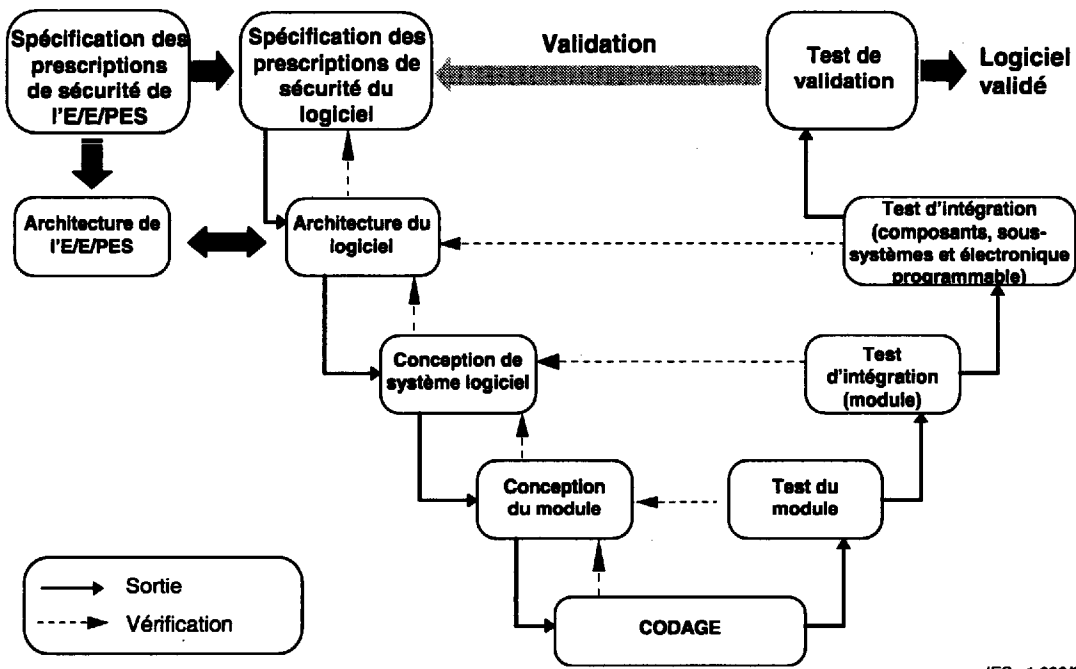 Spécification des
prescriptions
de sécurité de
l'E/E/PES
Spécification des
prescriptions de
sécurité du
logiciel
Validation
Test de
validation
Logiciel
validé
Architecture de
l'E/E/PES
Architecture du
logiciel
Test d'intégration
(composants, sous-
systèmes et électronique
programmable)
Conception de
système logiciel
Test
d'intégration
(module)
Conception
du module
Test du
module
Sortie
Vérification
CODAGE